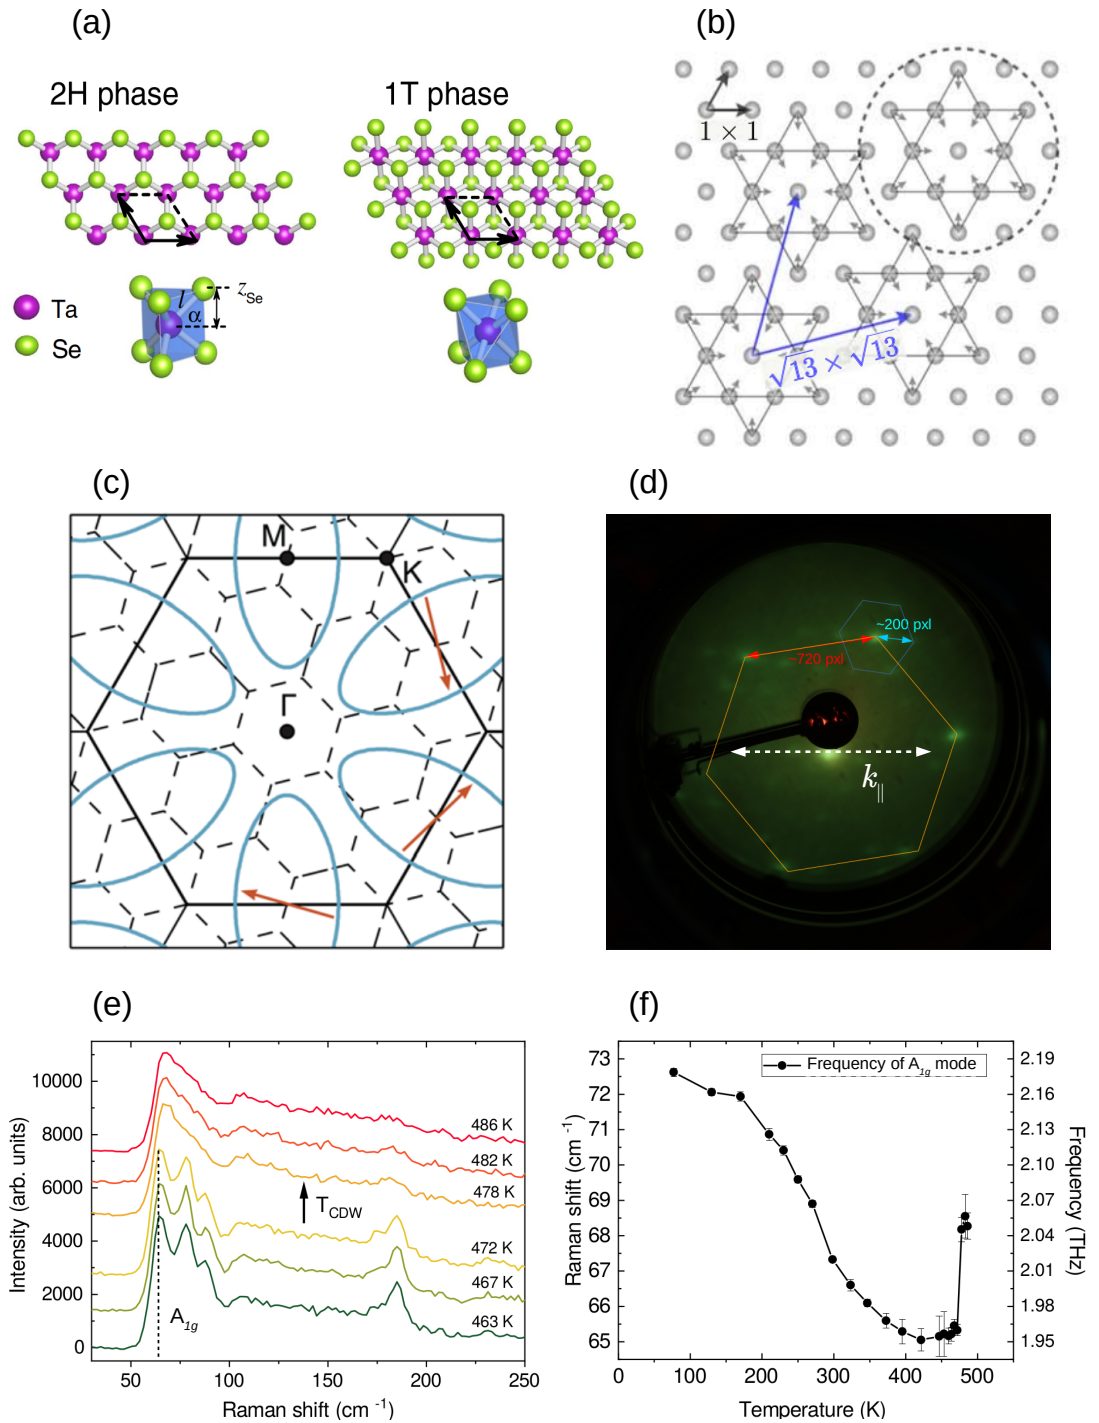 (a)
2H phase
1T phase
l
α
z_Se
Ta
Se
(b)
1 × 1
√13 × √13
(c)
M
K
Γ
(d)
~200 pxl
~720 pxl
k_∥
(e)
Intensity (arb. units)
10000
8000
6000
4000
2000
0
486 K
482 K
478 K
T_CDW
472 K
467 K
463 K
A_1g
50 100 150 200 250
Raman shift (cm⁻¹)
(f)
Frequency of A_1g mode
Raman shift (cm⁻¹)
73
72
71
70
69
68
67
66
65
2.19
2.16
2.13
2.10
2.07
2.04
2.01
1.98
1.95
Frequency (THz)
0 100 200 300 400 500
Temperature (K)